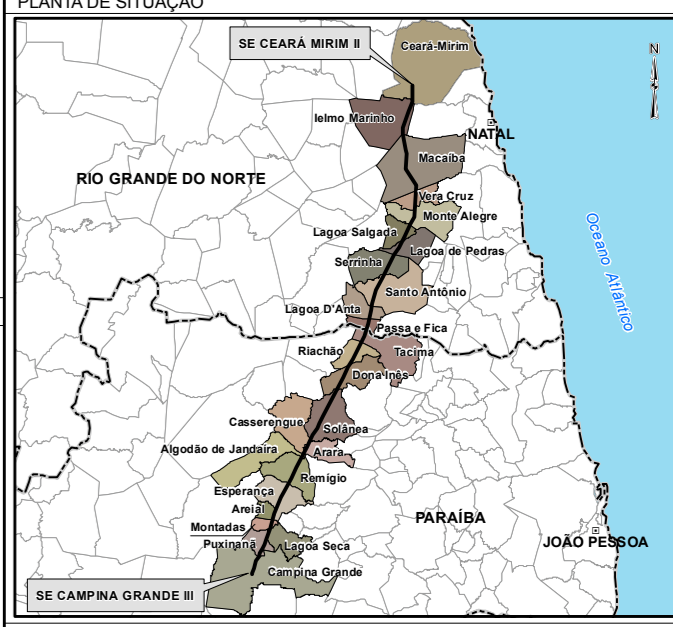 PLANTA DE SITUAÇÃO
SE CEARÁ MIRIM II
Ceará-Mirim
N
Ielmo Marinho
NATAL
Macaíba
RIO GRANDE DO NORTE
Vera Cruz
Monte Alegre
Lagoa Salgada
Lagoa de Pedras
Serrinha
Oceano Atlântico
Santo Antônio
Lagoa D'Anta
Passa e Fica
Riachão
Tacima
Dona Inês
Casserengue
Solânea
Algodão de Jandaíra
Arara
Remígio
Esperança
Areial
PARAÍBA
Montadas
JOÃO PESSOA
Puxinanã
Lagoa Seca
Campina Grande
SE CAMPINA GRANDE III